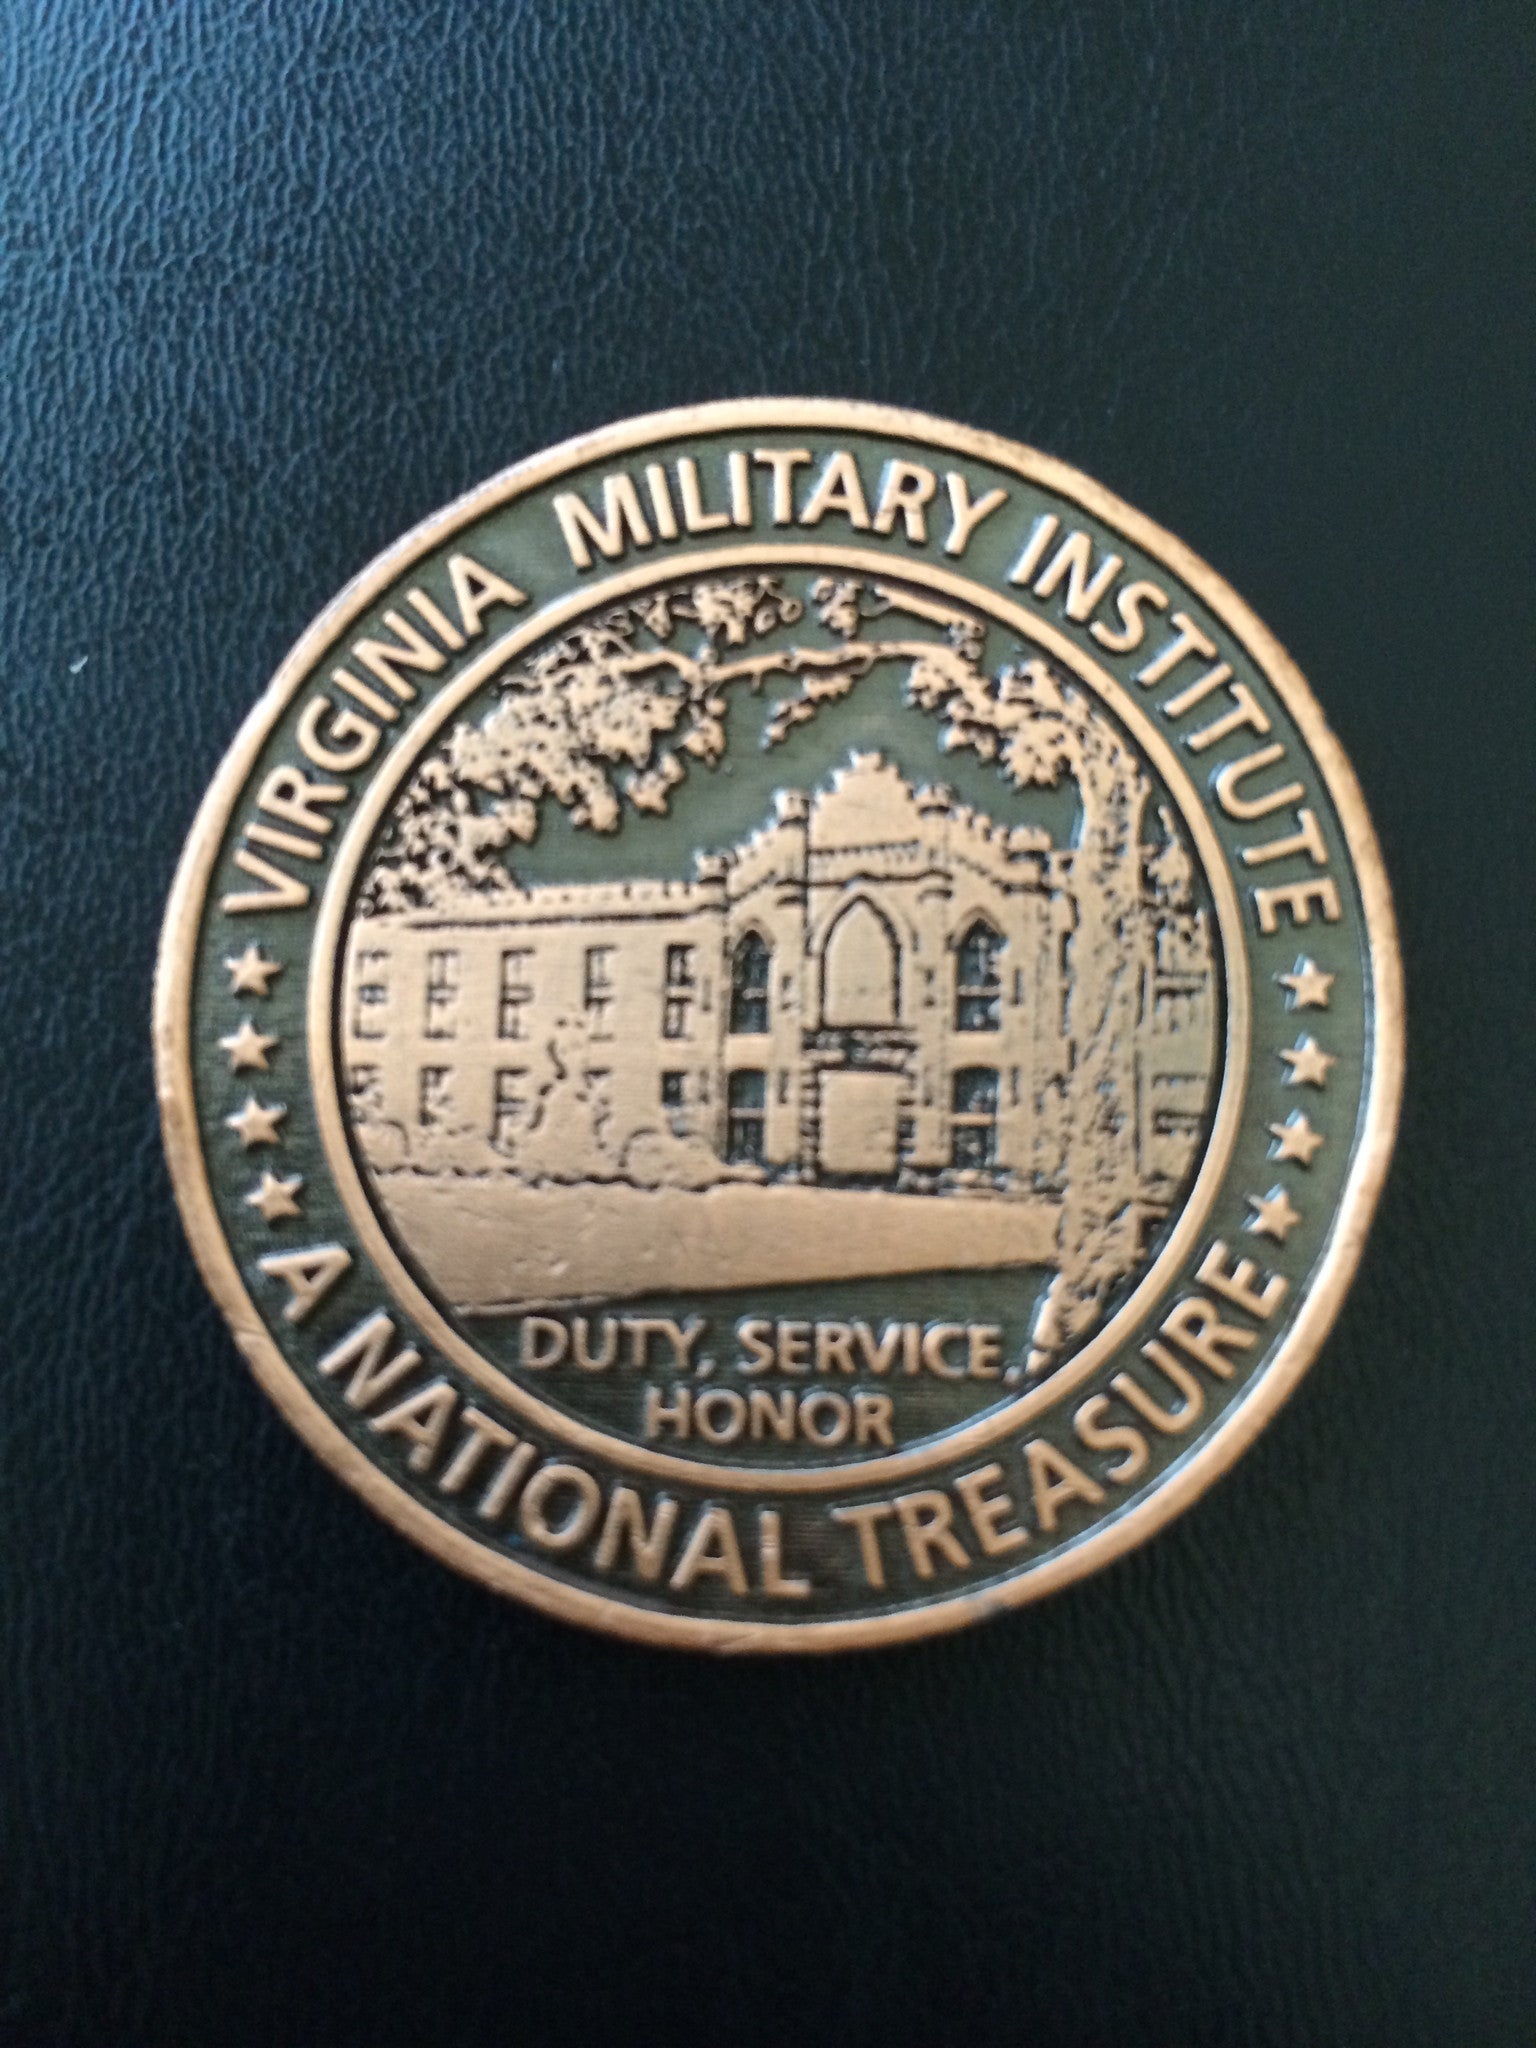 VIRGINIA MILITARY INSTITUTE
DUTY, SERVICE,
HONOR
A NATIONAL TREASURE